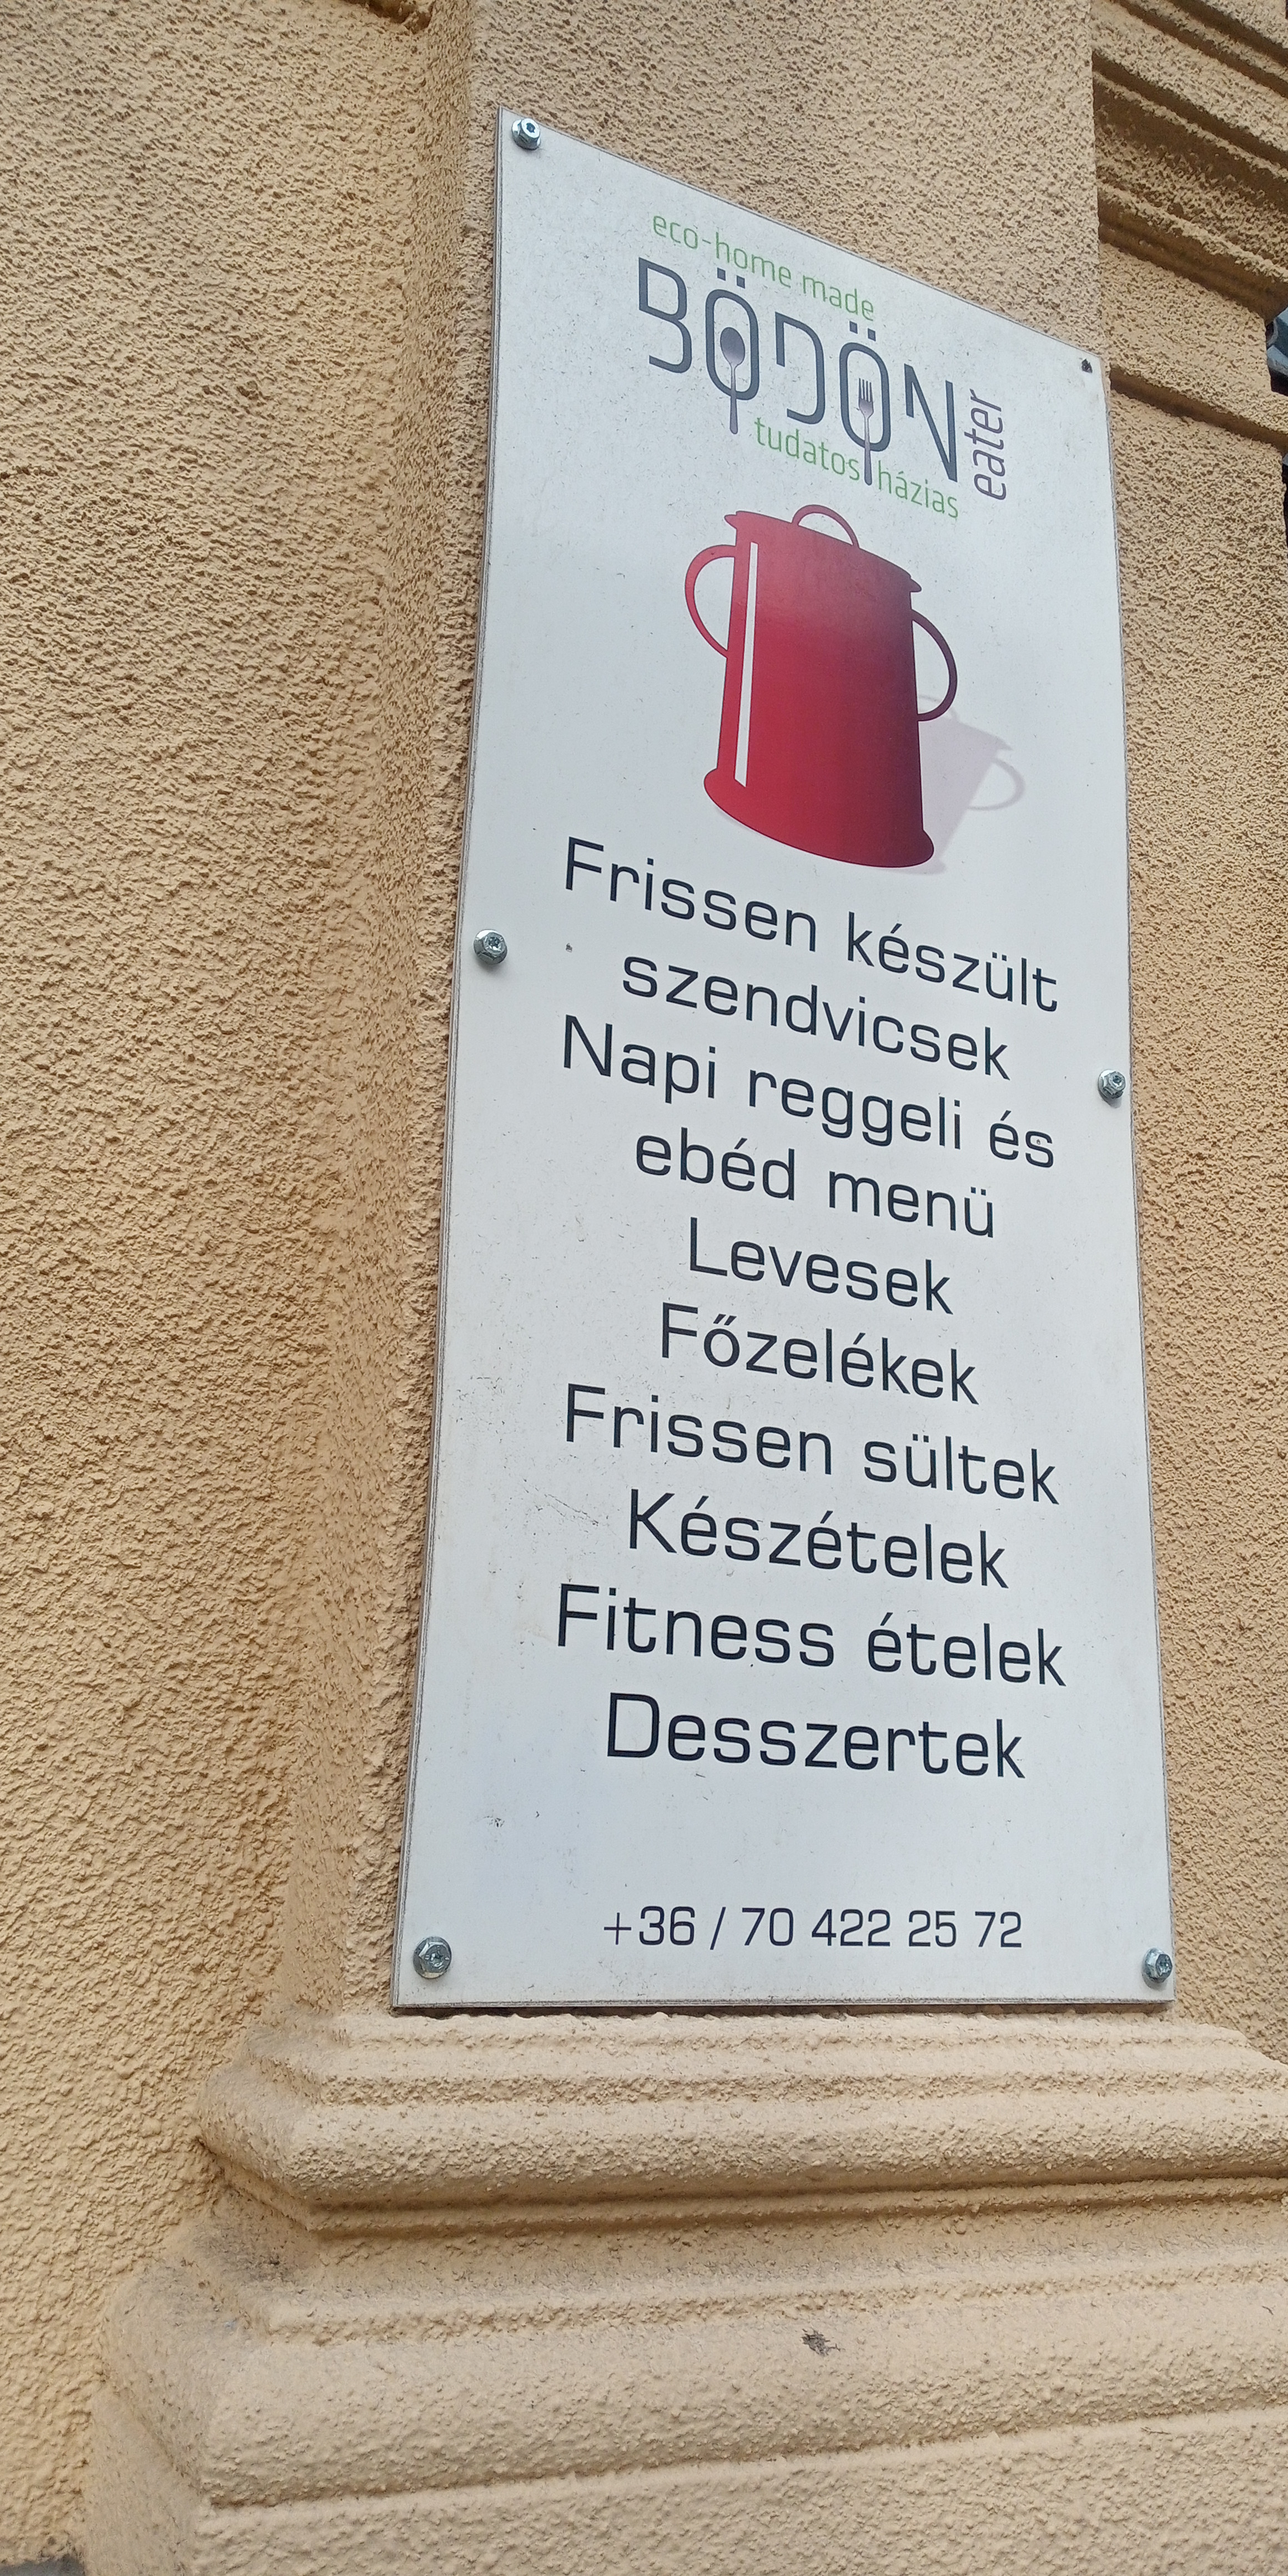 eco-home made
BÖDÖN eater
tudatos házias
Frissen készült
szendvicsek
Napi reggeli és
ebéd menü
Levesek
Főzelékek
Frissen sültek
Készételek
Fitness ételek
Desszertek
+36 / 70 422 25 72